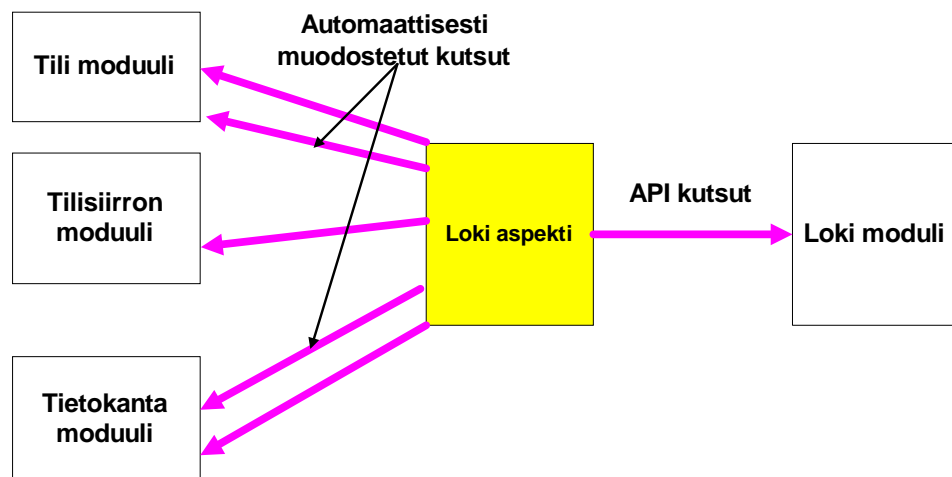 Automaattisesti
muodostetut kutsut
Tili moduuli
Tilisiirron
moduuli
Tietokanta
moduuli
Loki aspekti
API kutsut
Loki moduli